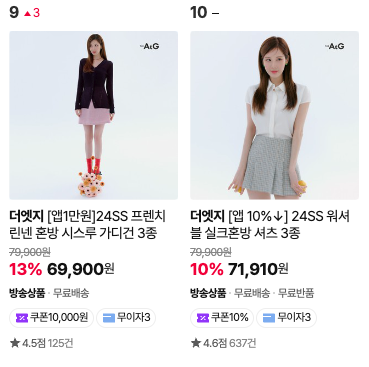 9 ▲3
THE A&G
더엣지 [앱1만원]24SS 프렌치
린넨 혼방 시스루 가디건 3종
79,900원
13% 69,900원
방송상품 · 무료배송
쿠폰10,000원 무이자3
★ 4.5점 125건
10 –
THE A&G
더엣지 [앱 10%↓] 24SS 워셔
블 실크혼방 셔츠 3종
79,900원
10% 71,910원
방송상품 · 무료배송 · 무료반품
쿠폰10% 무이자3
★ 4.6점 637건